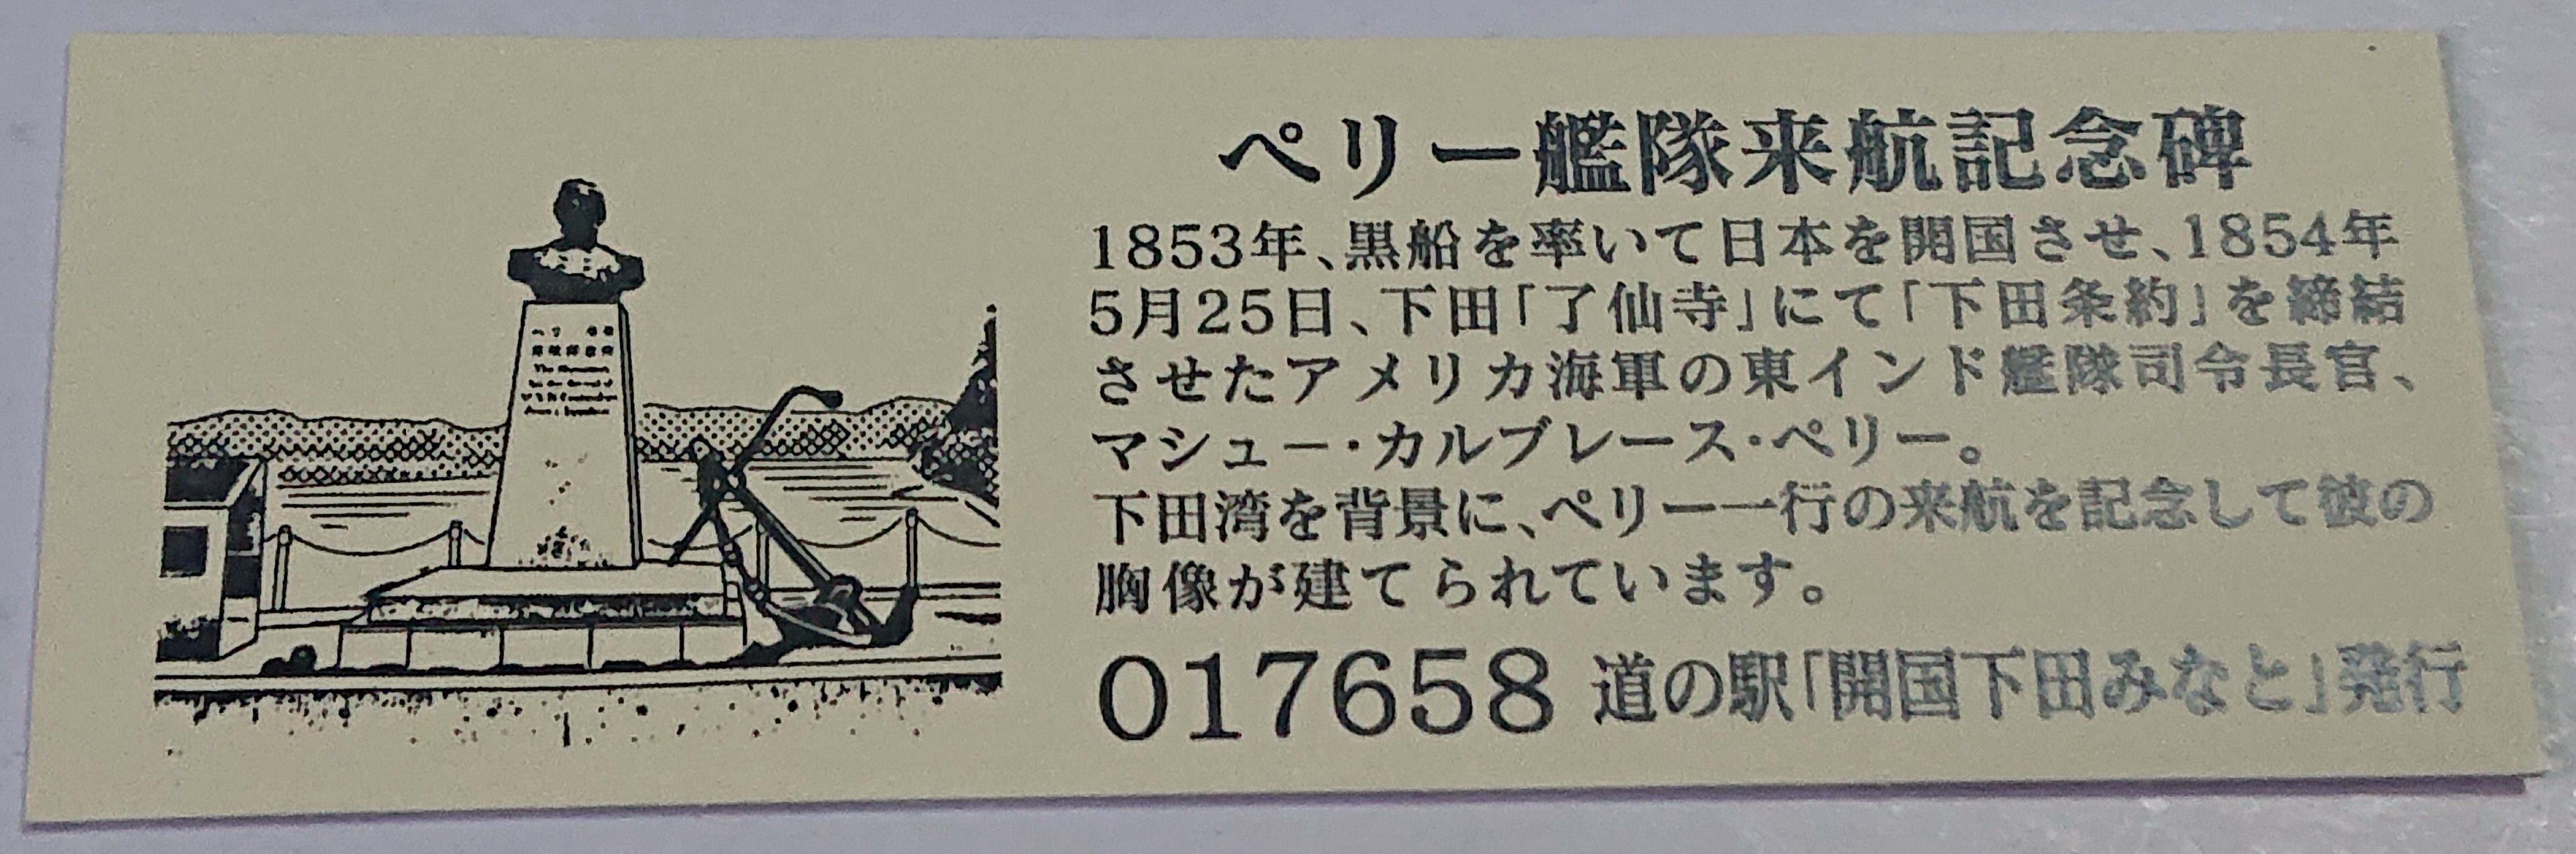 ペリー艦隊来航記念碑
1853年、黒船を率いて日本を開国させ、1854年
5月25日、下田「了仙寺」にて「下田条約」を締結
させたアメリカ海軍の東インド艦隊司令長官、
マシュー・カルブレース・ペリー。
下田湾を背景に、ペリー一行の来航を記念して彼の
胸像が建てられています。
017658 道の駅「開国下田みなと」発行